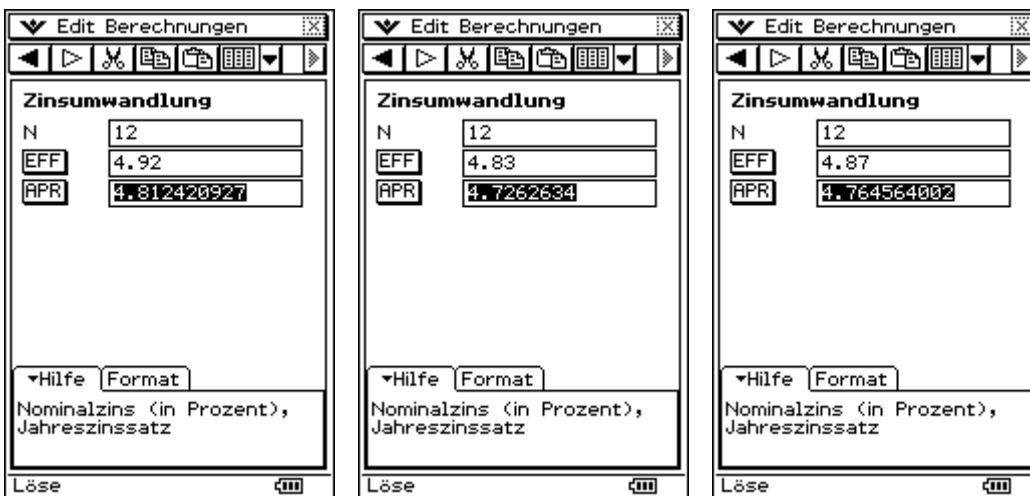 Edit Berechnungen
Zinsumwandlung
N 12
EFF 4.92
APR 4.812420927
▾Hilfe Format
Nominalzins (in Prozent),
Jahreszinssatz
Löse
Edit Berechnungen
Zinsumwandlung
N 12
EFF 4.83
APR 4.7262634
▾Hilfe Format
Nominalzins (in Prozent),
Jahreszinssatz
Löse
Edit Berechnungen
Zinsumwandlung
N 12
EFF 4.87
APR 4.764564002
▾Hilfe Format
Nominalzins (in Prozent),
Jahreszinssatz
Löse